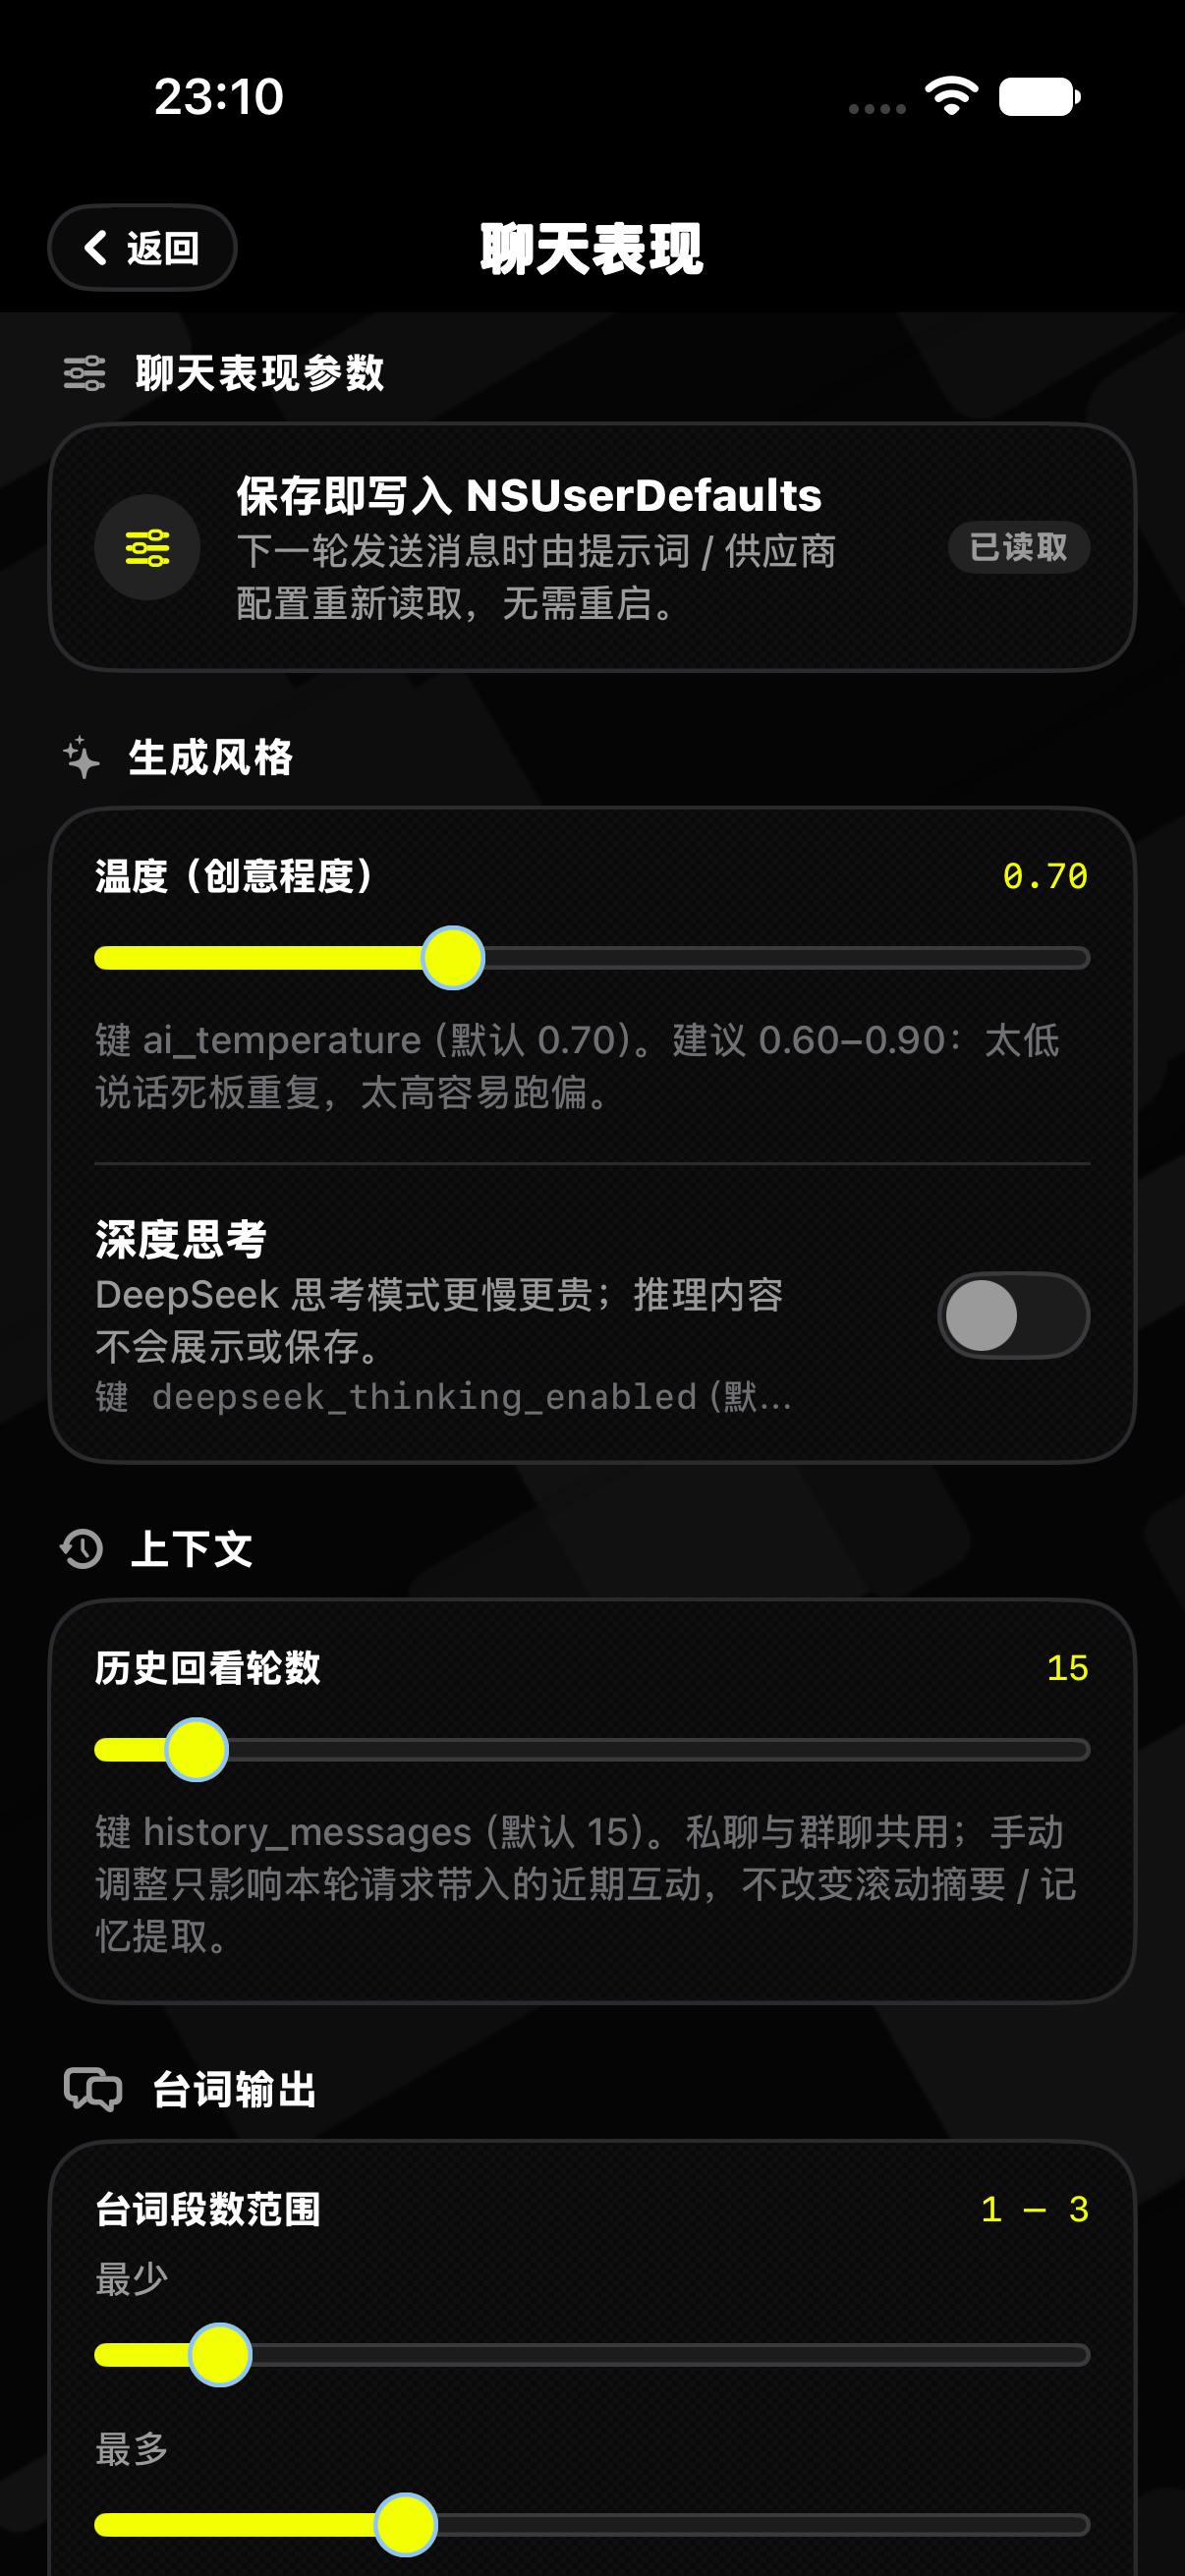 23:10
返回
聊天表现
聊天表现参数
保存即写入 NSUserDefaults
下一轮发送消息时由提示词 / 供应商
配置重新读取，无需重启。
已读取
生成风格
温度（创意程度）
0.70
键 ai_temperature (默认 0.70)。建议 0.60–0.90：太低
说话死板重复，太高容易跑偏。
深度思考
DeepSeek 思考模式更慢更贵；推理内容
不会展示或保存。
键 deepseek_thinking_enabled (默...
上下文
历史回看轮数
15
键 history_messages (默认 15)。私聊与群聊共用；手动
调整只影响本轮请求带入的近期互动，不改变滚动摘要 / 记
忆提取。
台词输出
台词段数范围
1 – 3
最少
最多